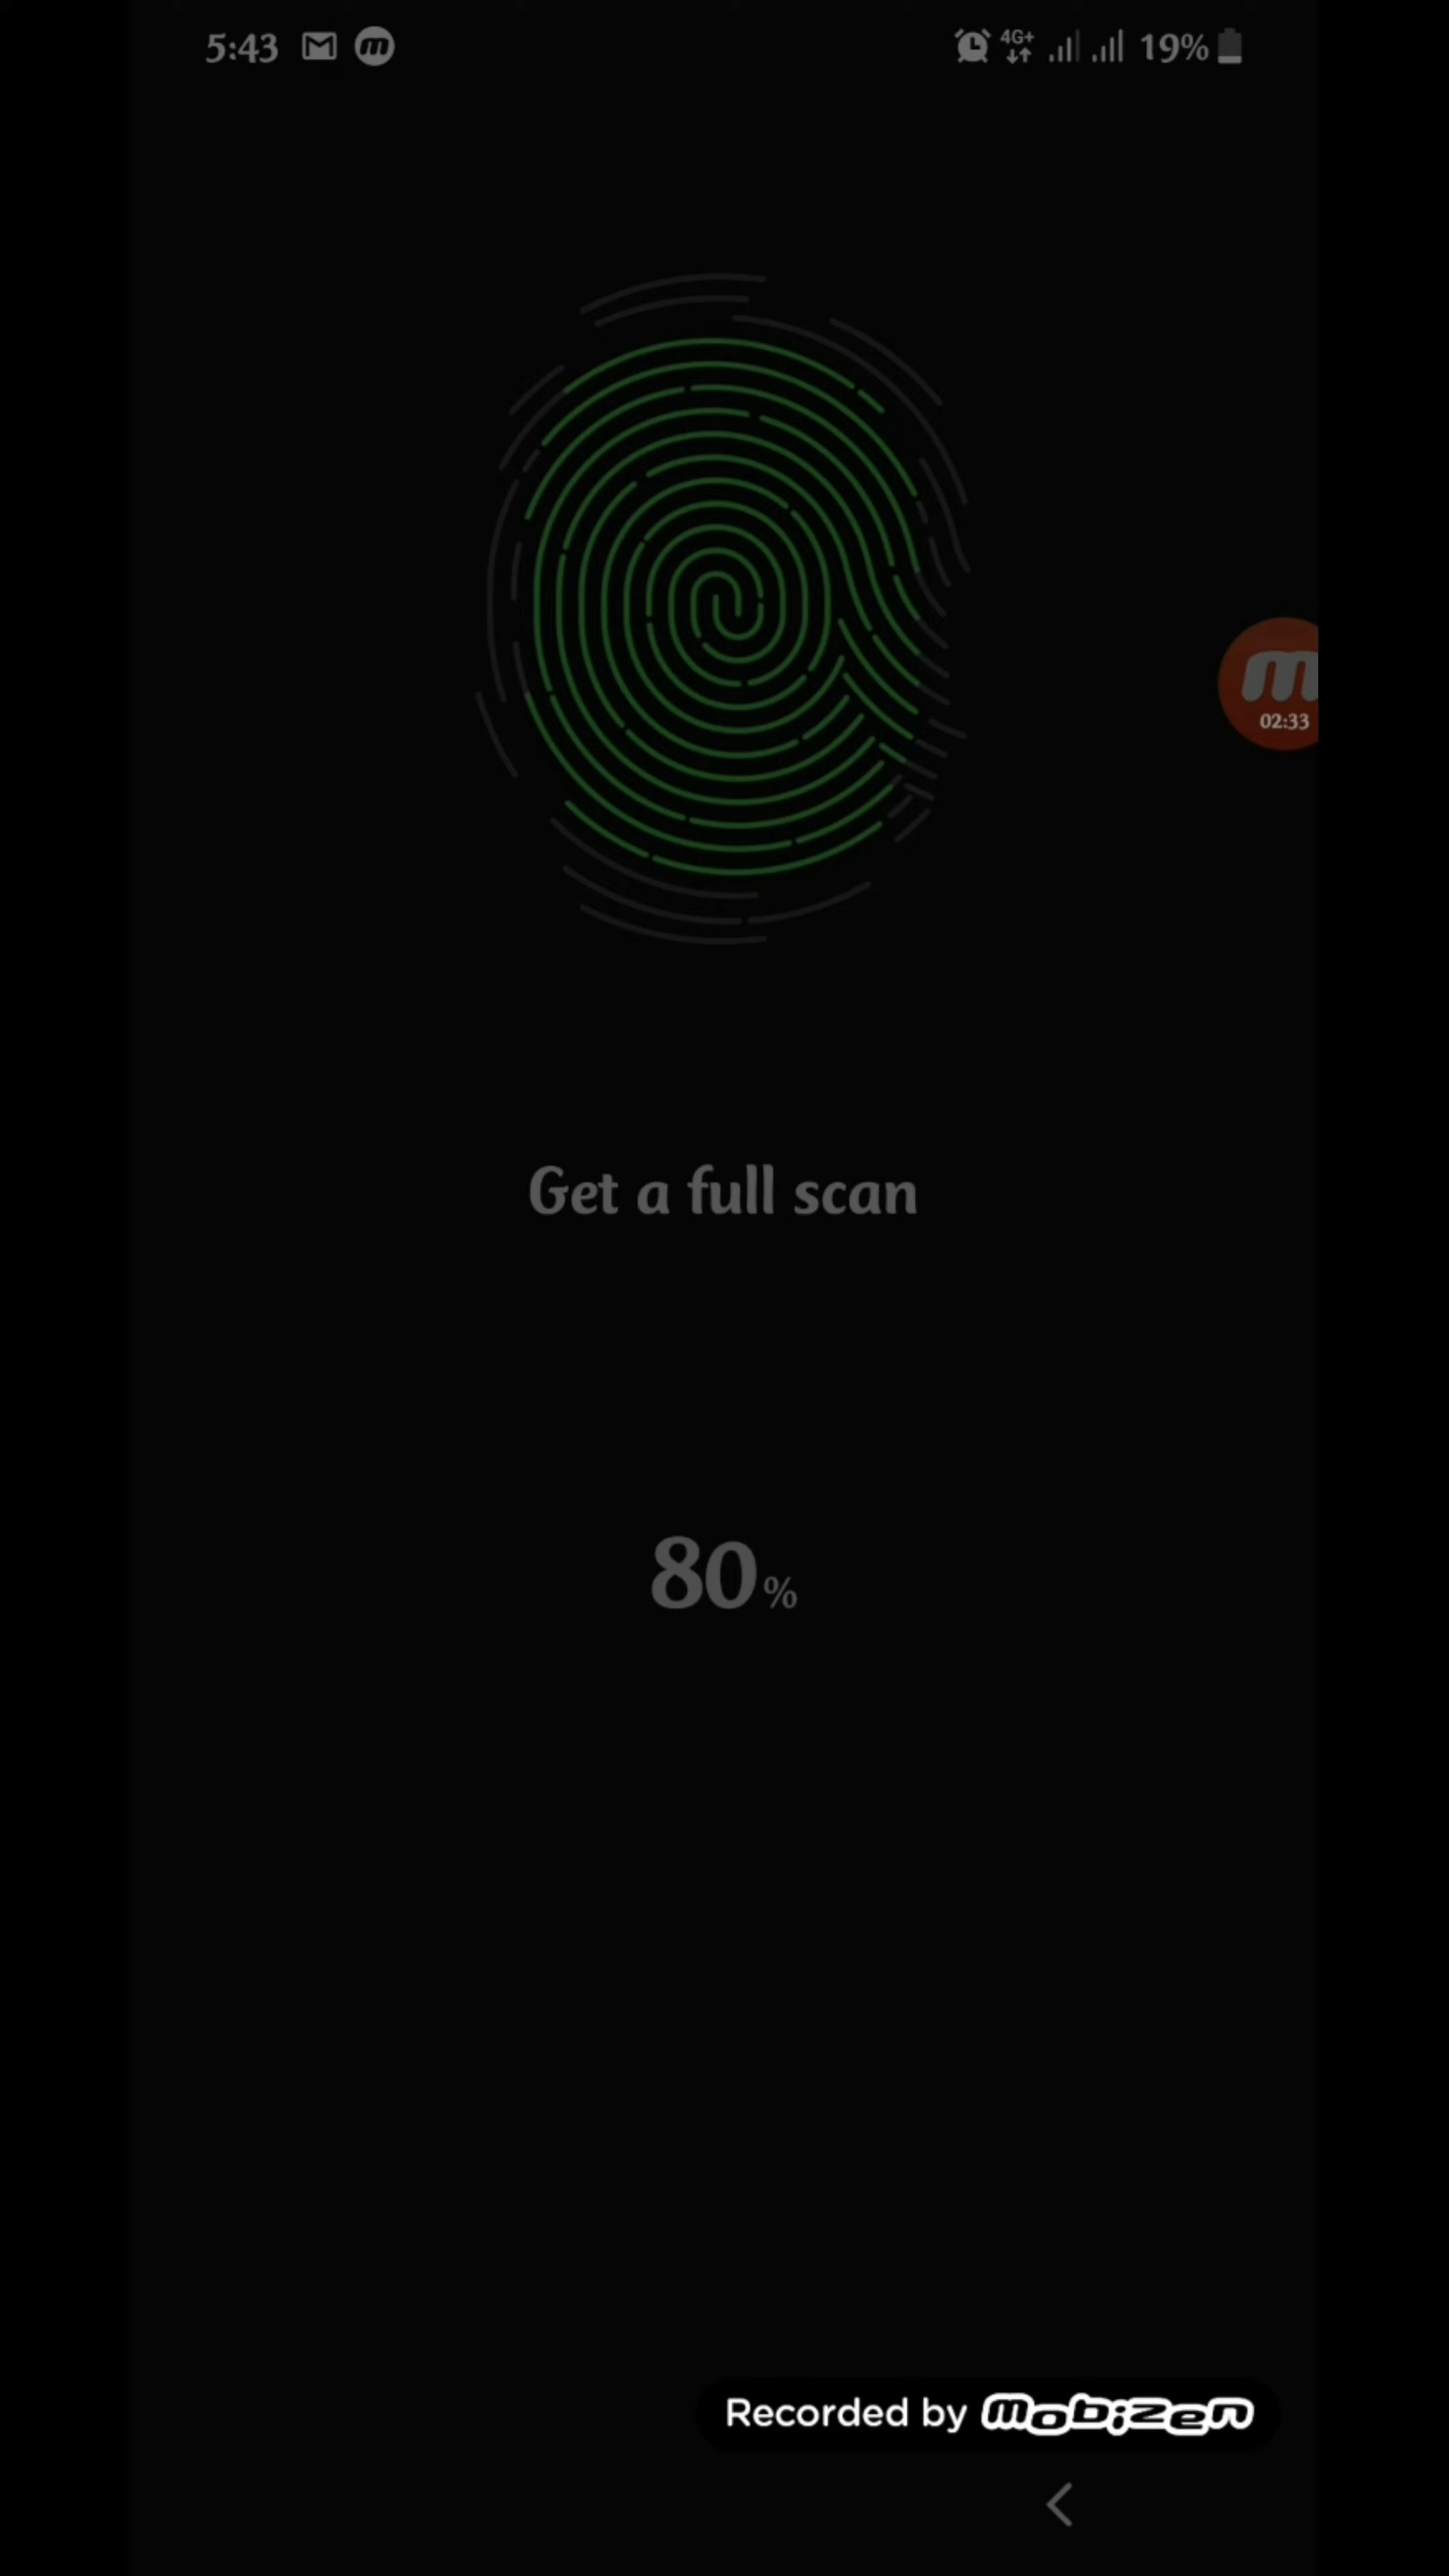 5:43 4G+ 19%
m
02:33
Get a full scan
80%
Recorded by mobizen